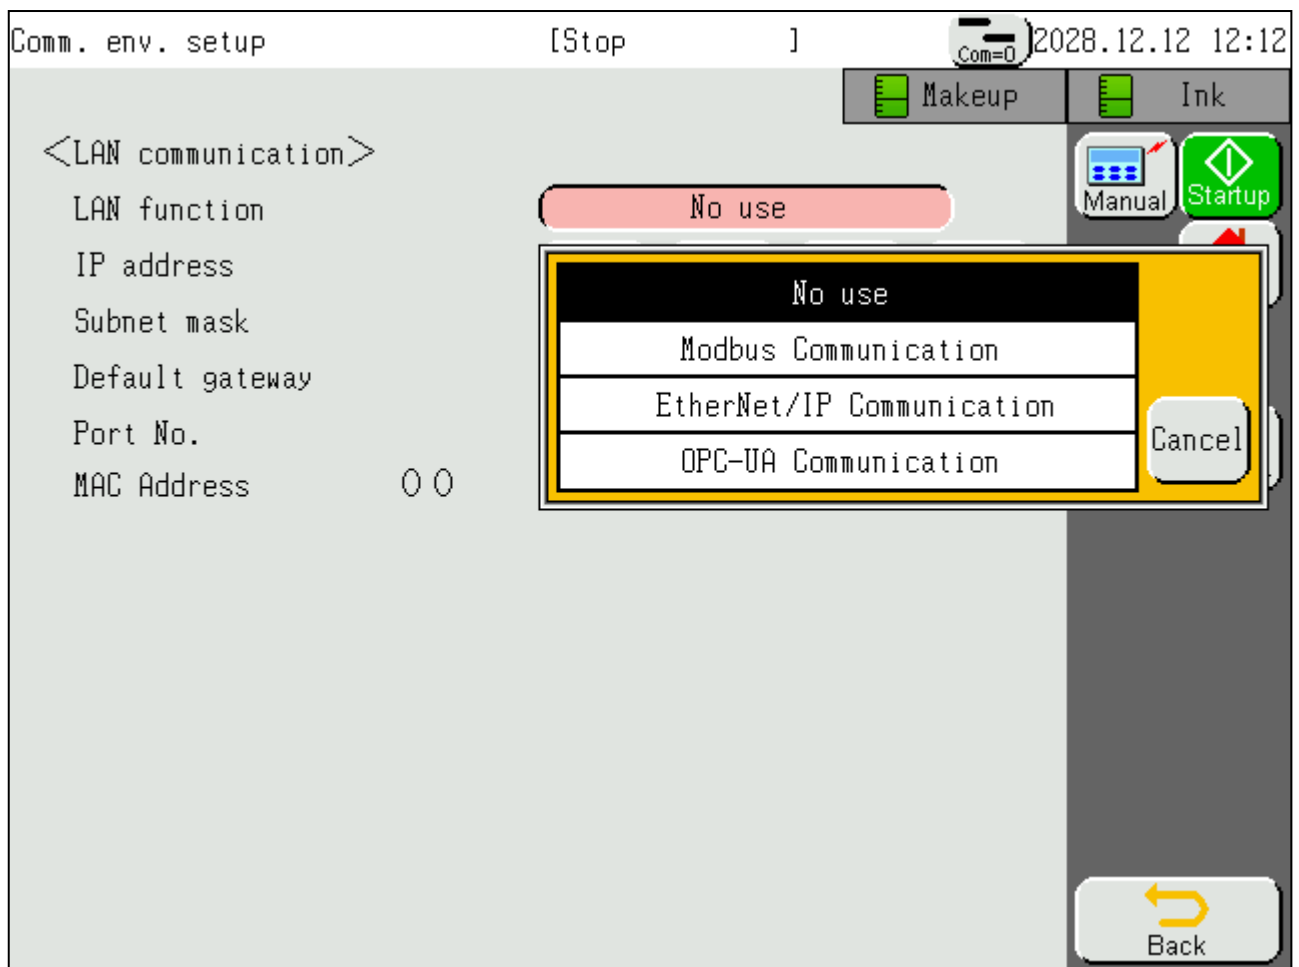 Comm. env. setup [Stop ] Com=0 2028.12.12 12:12
Makeup Ink
<LAN communication>
Manual Startup
LAN function No use
IP address
No use
Subnet mask
Modbus Communication
Default gateway
EtherNet/IP Communication
Port No.
Cancel
OPC-UA Communication
MAC Address 00
Back